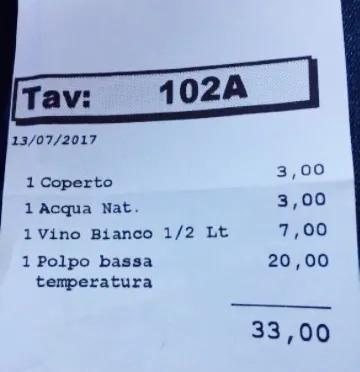 Tav: 102A
13/07/2017
1 Coperto 3,00
1 Acqua Nat. 3,00
1 Vino Bianco 1/2 Lt 7,00
1 Polpo bassa 20,00
temperatura
33,00